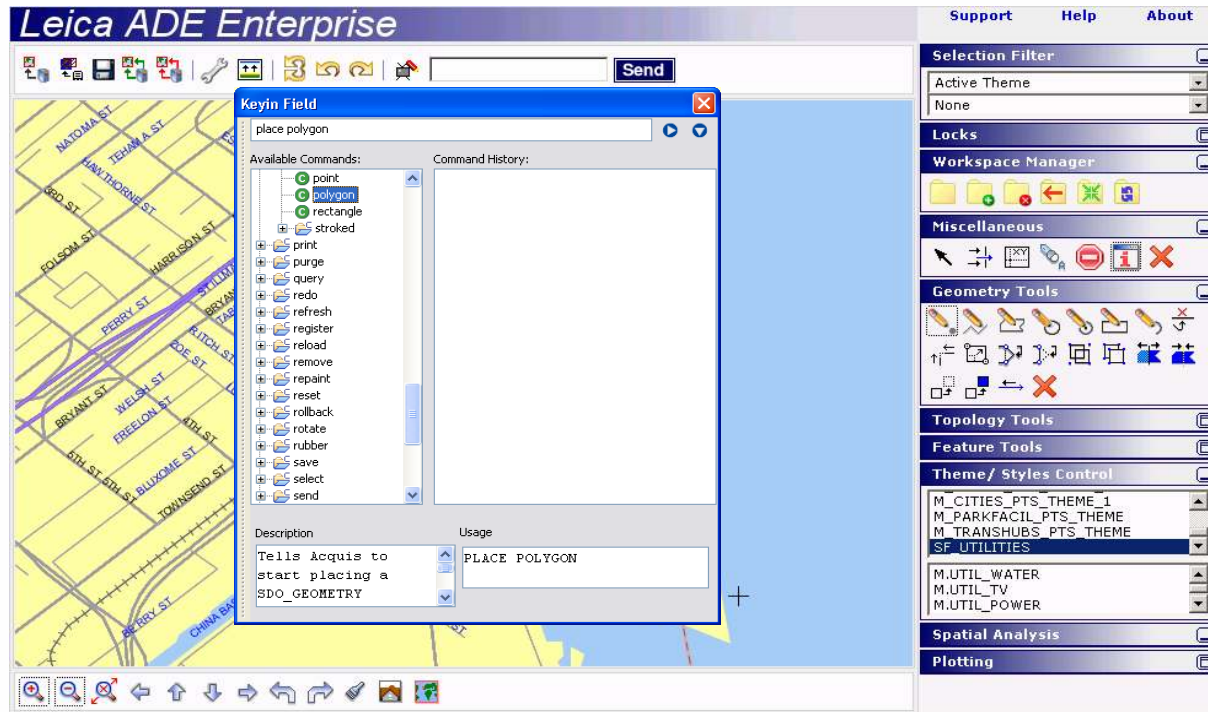 Leica ADE Enterprise
Support Help About
Send
Keyin Field
place polygon
Available Commands:
Command History:
point
polygon
rectangle
stroked
print
purge
query
redo
refresh
register
reload
remove
repaint
reset
rollback
rotate
rubber
save
select
send
Description
Usage
Tells Acquis to
start placing a
SDO_GEOMETRY
PLACE POLYGON
NATOMA ST
TEHAMA ST
HAWTHORNE ST
3RD ST
FOLSOM ST
HARRISON ST
PERRY ST
RITCH ST
ZOE ST
BRYANT ST
WELSH ST
FREELON ST
4TH ST
5TH ST
5TH ST
BLUXOME ST
TOWNSEND ST
BERRY ST
CHINA
Selection Filter
Active Theme
None
Locks
Workspace Manager
Miscellaneous
XY
Geometry Tools
Topology Tools
Feature Tools
Theme/ Styles Control
M_CITIES_PTS_THEME_1
M_PARKFACIL_PTS_THEME
M_TRANSHUBS_PTS_THEME
SF_UTILITIES
M.UTIL_WATER
M.UTIL_TV
M.UTIL_POWER
Spatial Analysis
Plotting